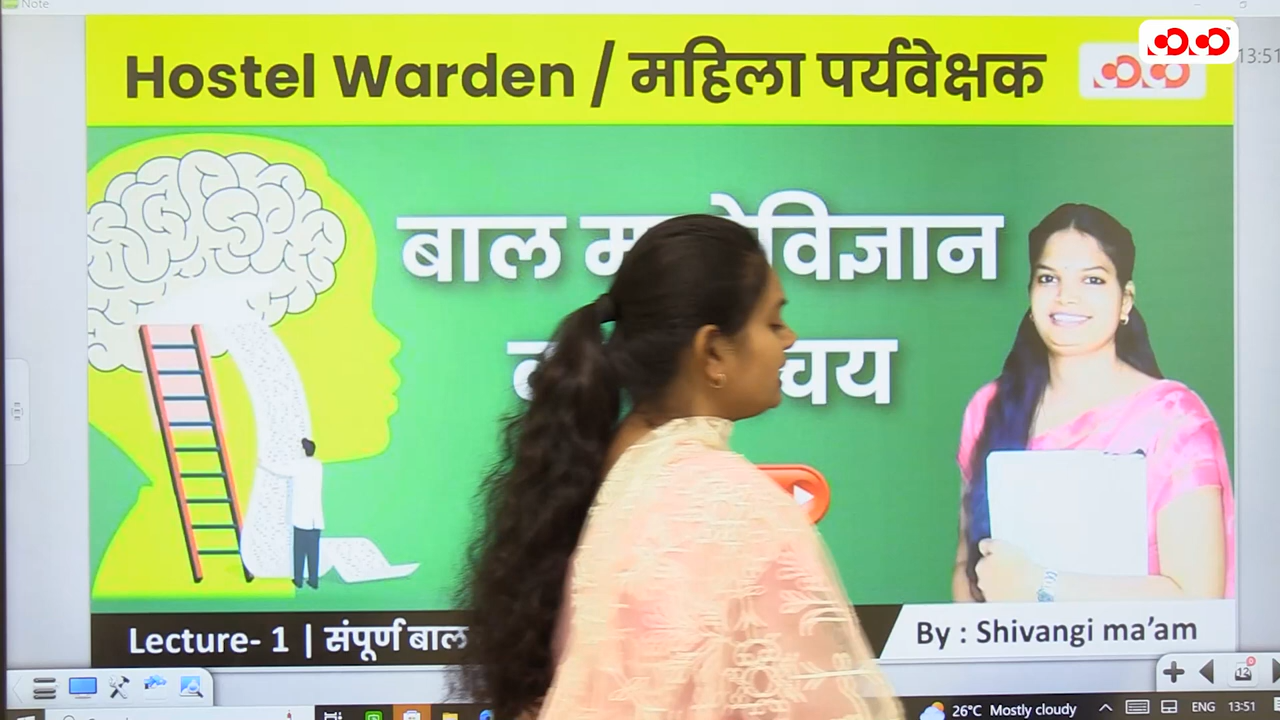 Note
13:51
Hostel Warden / महिला पर्यवेक्षक
बाल
Lecture- 1 | संपूर्ण बाल
By : Shivangi ma’am
12
26°C Mostly cloudy
ENG 13:51